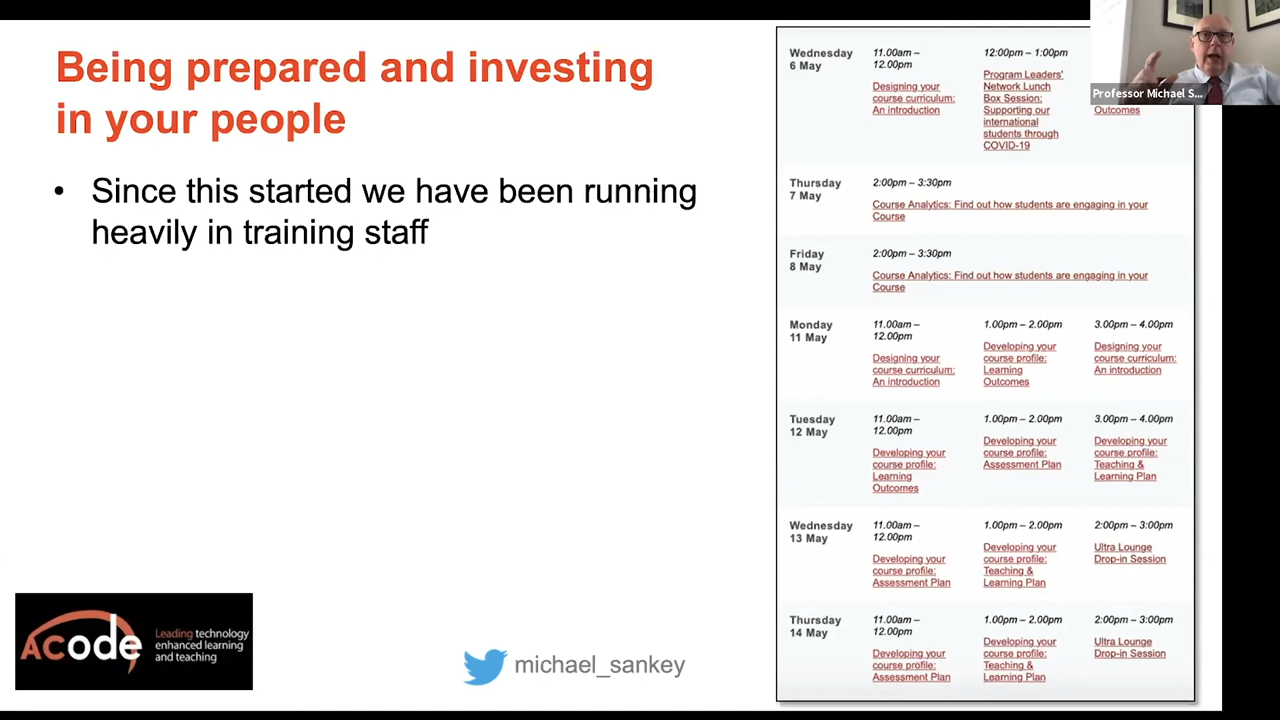 Being prepared and investing
in your people
• Since this started we have been running
heavily in training staff
ACode
Leading technology
enhanced learning
and teaching
michael_sankey
Professor Michael S...
Wednesday
6 May
11.00am –
12.00pm
Designing your
course curriculum:
An introduction
12:00pm – 1:00pm
Program Leaders'
Network Lunch
Box Session:
Supporting our
international
students through
COVID-19
Outcomes
Thursday
7 May
2:00pm – 3:30pm
Course Analytics: Find out how students are engaging in your
Course
Friday
8 May
2:00pm – 3:30pm
Course Analytics: Find out how students are engaging in your
Course
Monday
11 May
11.00am –
12.00pm
Designing your
course curriculum:
An introduction
1.00pm – 2.00pm
Developing your
course profile:
Learning
Outcomes
3.00pm – 4.00pm
Designing your
course curriculum:
An introduction
Tuesday
12 May
11.00am –
12.00pm
Developing your
course profile:
Learning
Outcomes
1.00pm – 2.00pm
Developing your
course profile:
Assessment Plan
3.00pm – 4.00pm
Developing your
course profile:
Teaching &
Learning Plan
Wednesday
13 May
11.00am –
12.00pm
Developing your
course profile:
Assessment Plan
1.00pm – 2.00pm
Developing your
course profile:
Teaching &
Learning Plan
2:00pm – 3:00pm
Ultra Lounge
Drop-in Session
Thursday
14 May
11.00am –
12.00pm
Developing your
course profile:
Assessment Plan
1.00pm – 2.00pm
Developing your
course profile:
Teaching &
Learning Plan
2:00pm – 3:00pm
Ultra Lounge
Drop-in Session